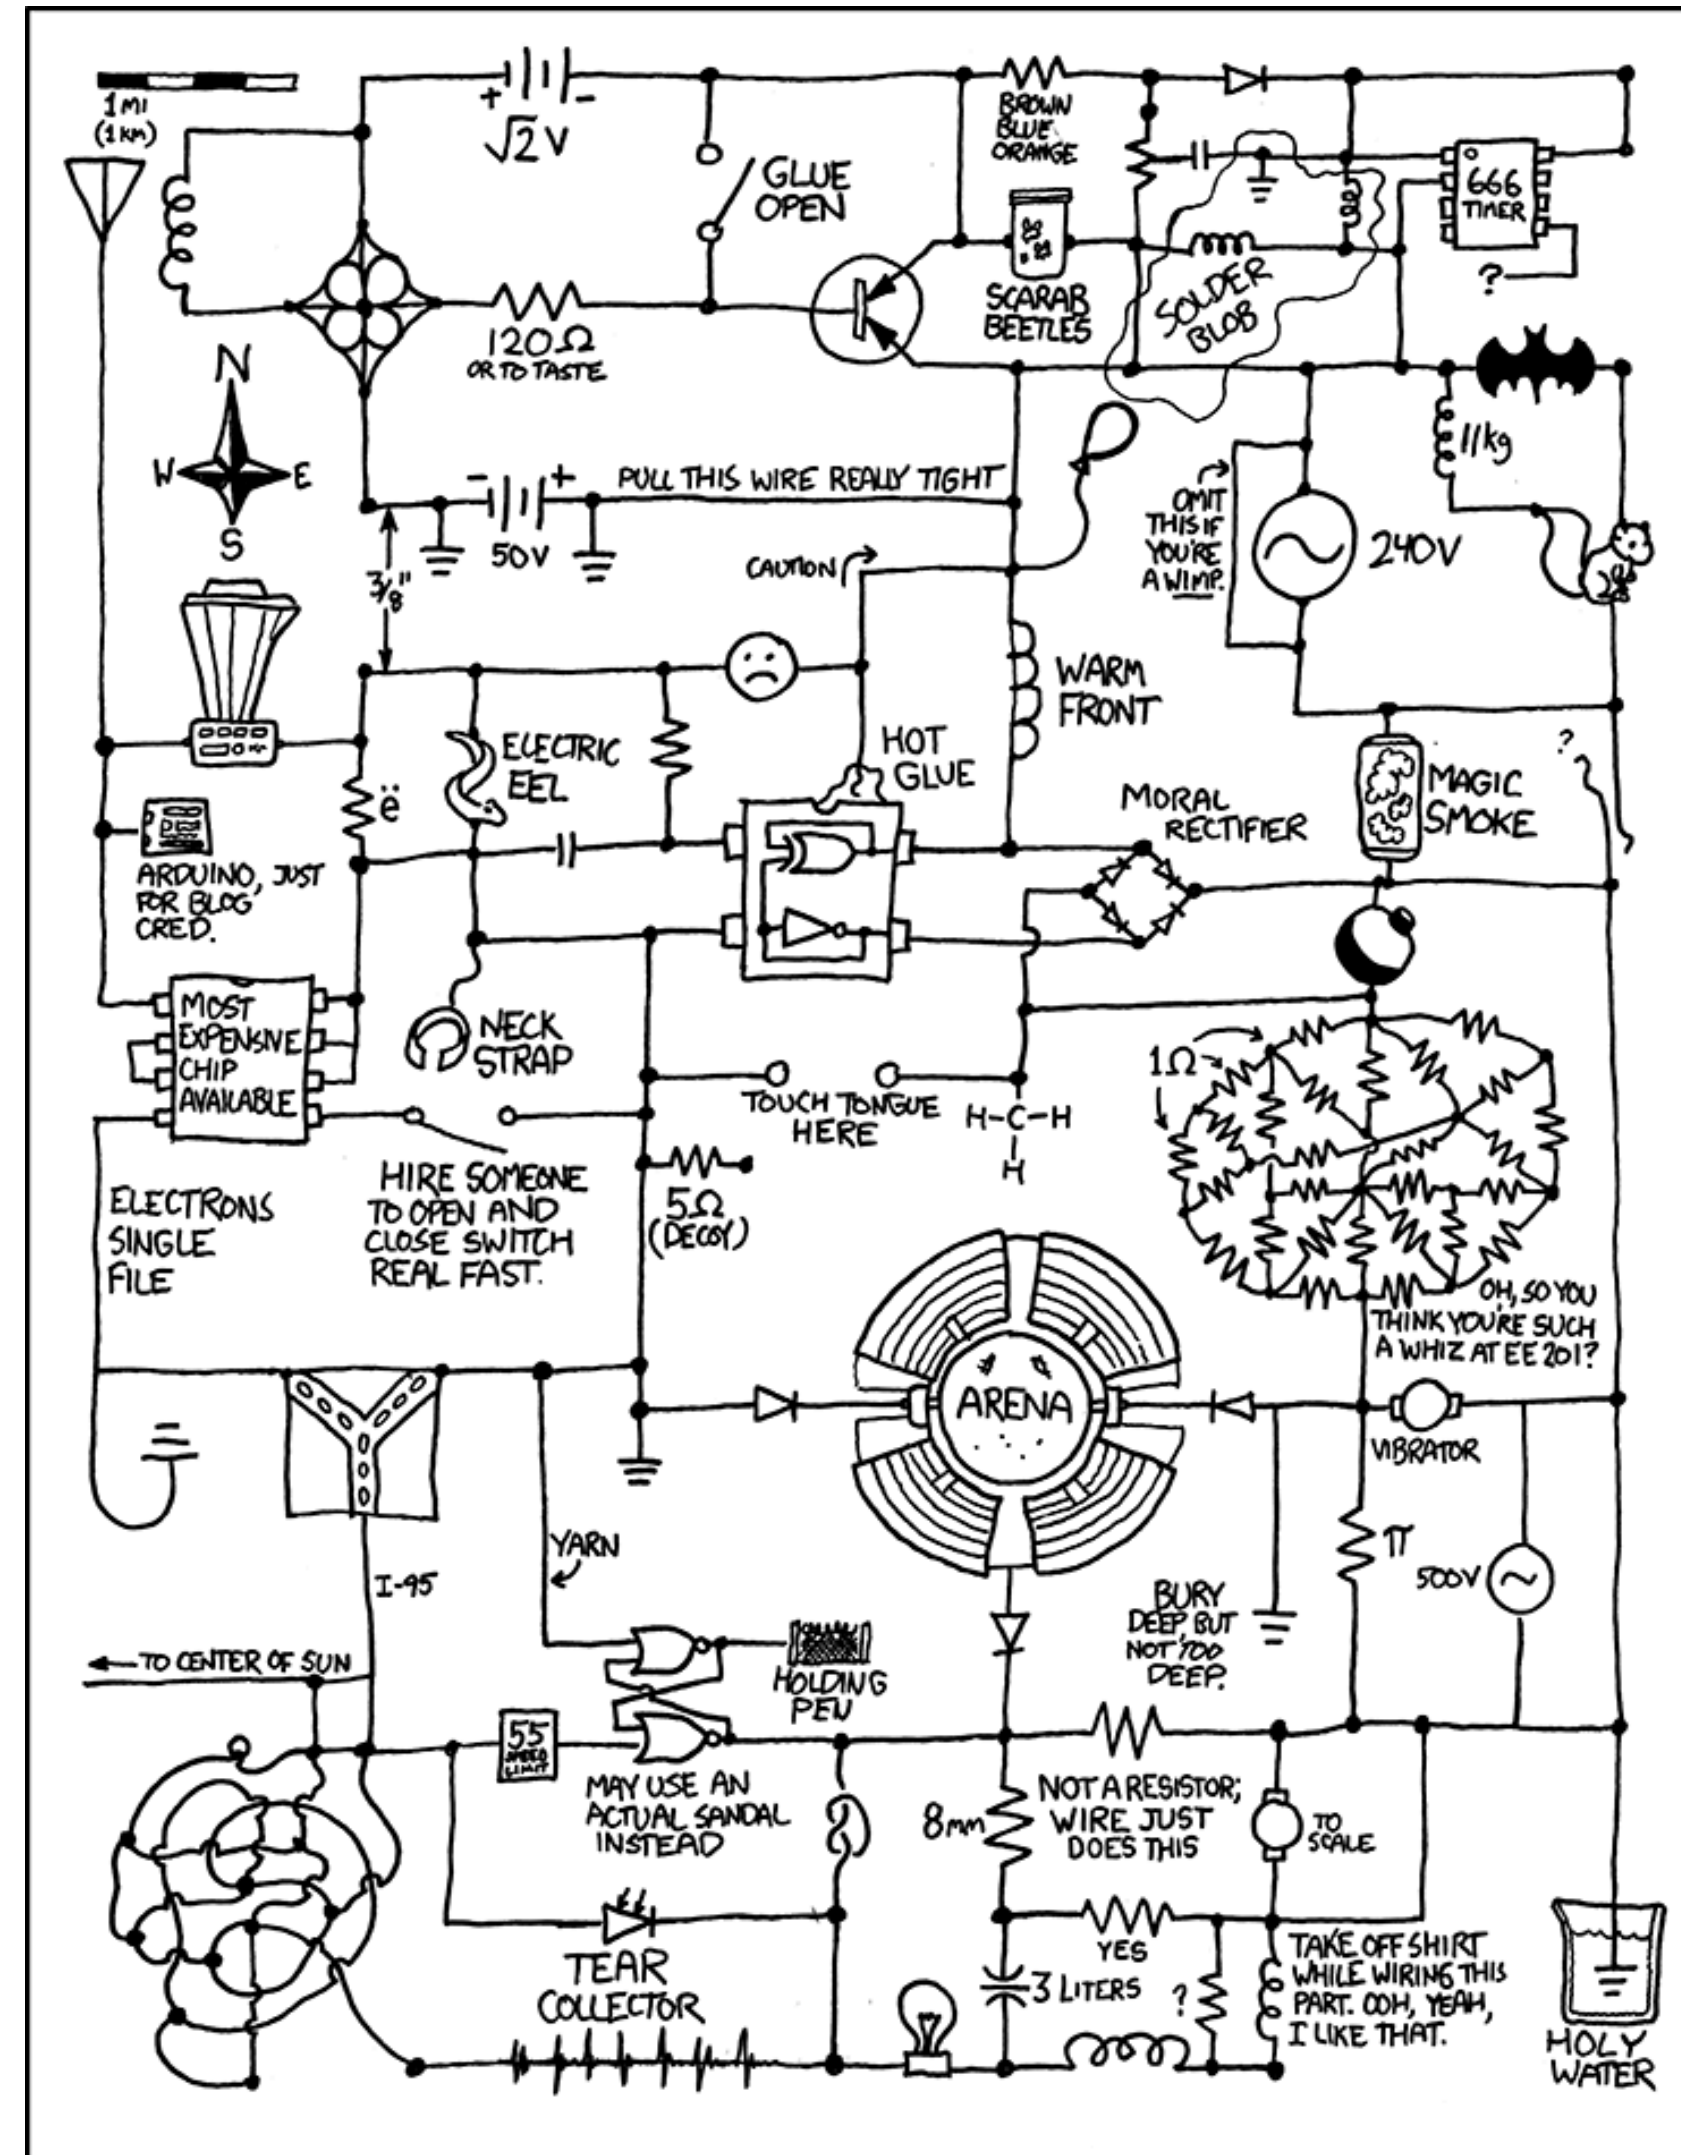 1 MI
(1 KM)
√2 V
+
-
GLUE
OPEN
BROWN
BLUE
ORANGE
666
TIMER
?
SCARAB
BEETLES
SOLDER
BLOB
120Ω
OR TO TASTE
N
W
E
S
-
+
50V
PULL THIS WIRE REALLY TIGHT
CAUTION
3/8"
OMIT
THIS IF
YOU'RE
A WIMP.
240V
11kg
WARM
FRONT
ELECTRIC
EEL
HOT
GLUE
ë
ARDUINO, JUST
FOR BLOG
CRED.
MORAL
RECTIFIER
MAGIC
SMOKE
?
MOST
EXPENSIVE
CHIP
AVAILABLE
NECK
STRAP
TOUCH TONGUE
HERE
H-C-H
H
1Ω
HIRE SOMEONE
TO OPEN AND
CLOSE SWITCH
REAL FAST.
5Ω
(DECOY)
ELECTRONS
SINGLE
FILE
OH, SO YOU
THINK YOU'RE SUCH
A WHIZ AT EE 201?
ARENA
VIBRATOR
π
500V
YARN
I-95
BURY
DEEP, BUT
NOT TOO
DEEP.
TO CENTER OF SUN
HOLDING
PEN
55
SPEED
LIMIT
MAY USE AN
ACTUAL SANDAL
INSTEAD
8mm
NOT A RESISTOR;
WIRE JUST
DOES THIS
TO
SCALE
TEAR
COLLECTOR
YES
3 LITERS
?
TAKE OFF SHIRT
WHILE WIRING THIS
PART. OOH, YEAH,
I LIKE THAT.
HOLY
WATER